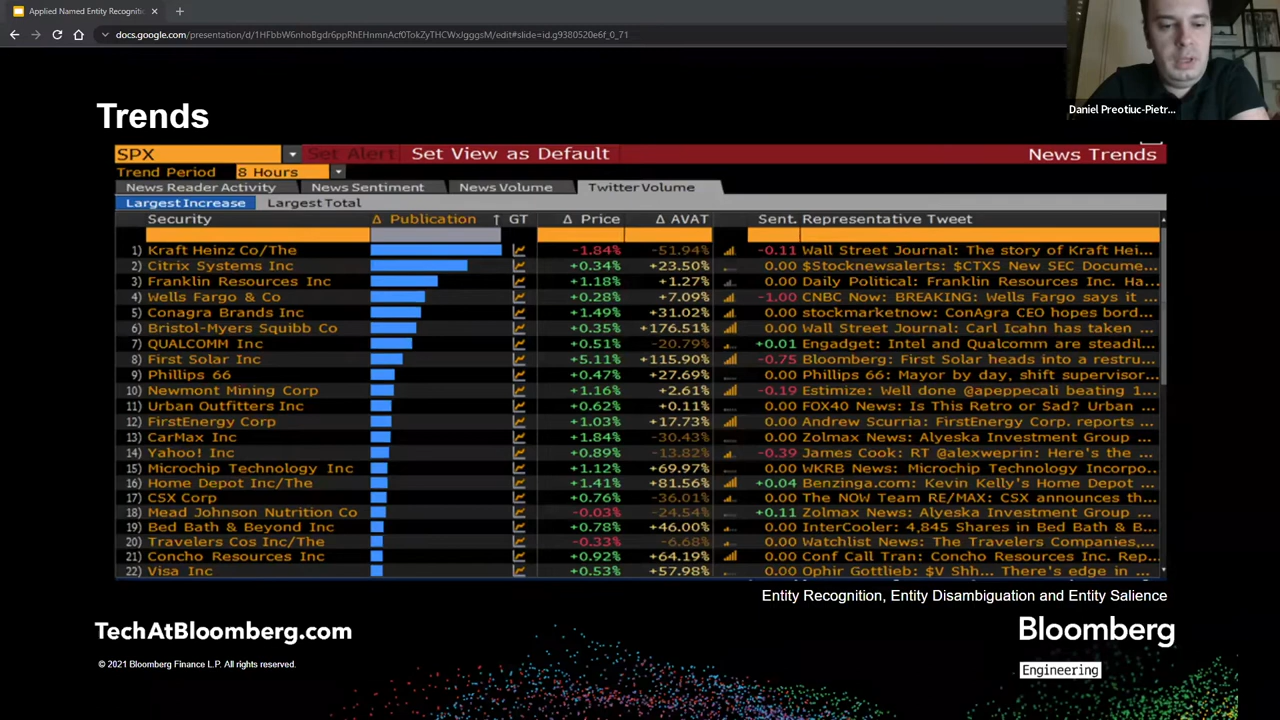 Applied Named Entity Recogniti
docs.google.com/presentation/d/1HFbbW6nhoBgdr6ppRhEHnmnAcf0TokZyTHCWxJgggsM/edit#slide=id.g9380520e6f_0_71
Daniel Preotiuc-Pietr...
Trends
SPX Set Alert Set View as Default News Trends
Trend Period 8 Hours
News Reader Activity News Sentiment News Volume Twitter Volume
Largest Increase Largest Total
Security Δ Publication ↑ GT Δ Price Δ AVAT Sent. Representative Tweet
1) Kraft Heinz Co/The -1.84% -51.94% -0.11 Wall Street Journal: The story of Kraft Hei...
2) Citrix Systems Inc +0.34% +23.50% 0.00 $Stocknewsalerts: $CTXS New SEC Docume...
3) Franklin Resources Inc +1.18% +1.27% 0.00 Daily Political: Franklin Resources Inc. Ha...
4) Wells Fargo & Co +0.28% +7.09% -1.00 CNBC Now: BREAKING: Wells Fargo says it ...
5) Conagra Brands Inc +1.49% +31.02% 0.00 stockmarketnow: ConAgra CEO hopes bord...
6) Bristol-Myers Squibb Co +0.35% +176.51% 0.00 Wall Street Journal: Carl Icahn has taken ...
7) QUALCOMM Inc +0.51% -20.79% +0.01 Engadget: Intel and Qualcomm are steadil...
8) First Solar Inc +5.11% +115.90% -0.75 Bloomberg: First Solar heads into a restru...
9) Phillips 66 +0.47% +27.69% 0.00 Phillips 66: Mayor by day, shift supervisor...
10) Newmont Mining Corp +1.16% +2.61% -0.19 Estimize: Well done @apeppecali beating 1...
11) Urban Outfitters Inc +0.62% +0.11% 0.00 FOX40 News: Is This Retro or Sad? Urban ...
12) FirstEnergy Corp +1.03% +17.73% 0.00 Andrew Scurria: FirstEnergy Corp. reports ...
13) CarMax Inc +1.84% -30.43% 0.00 Zolmax News: Alyeska Investment Group ...
14) Yahoo! Inc +0.89% -13.82% -0.39 James Cook: RT @alexweprin: Here's the ...
15) Microchip Technology Inc +1.12% +69.97% 0.00 WKRB News: Microchip Technology Incorpo...
16) Home Depot Inc/The +1.41% +81.56% +0.04 Benzinga.com: Kevin Kelly's Home Depot ...
17) CSX Corp +0.76% -36.01% 0.00 The NOW Team RE/MAX: CSX announces th...
18) Mead Johnson Nutrition Co -0.03% -24.54% +0.11 Zolmax News: Alyeska Investment Group ...
19) Bed Bath & Beyond Inc +0.78% +46.00% 0.00 InterCooler: 4,845 Shares in Bed Bath & B...
20) Travelers Cos Inc/The -0.33% -6.68% 0.00 Watchlist News: The Travelers Companies,...
21) Concho Resources Inc +0.92% +64.19% 0.00 Conf Call Tran: Concho Resources Inc. Rep...
22) Visa Inc +0.53% +57.98% 0.00 Ophir Gottlieb: $V Shh... There's edge in ...
Entity Recognition, Entity Disambiguation and Entity Salience
TechAtBloomberg.com
Bloomberg
© 2021 Bloomberg Finance L.P. All rights reserved.
Engineering